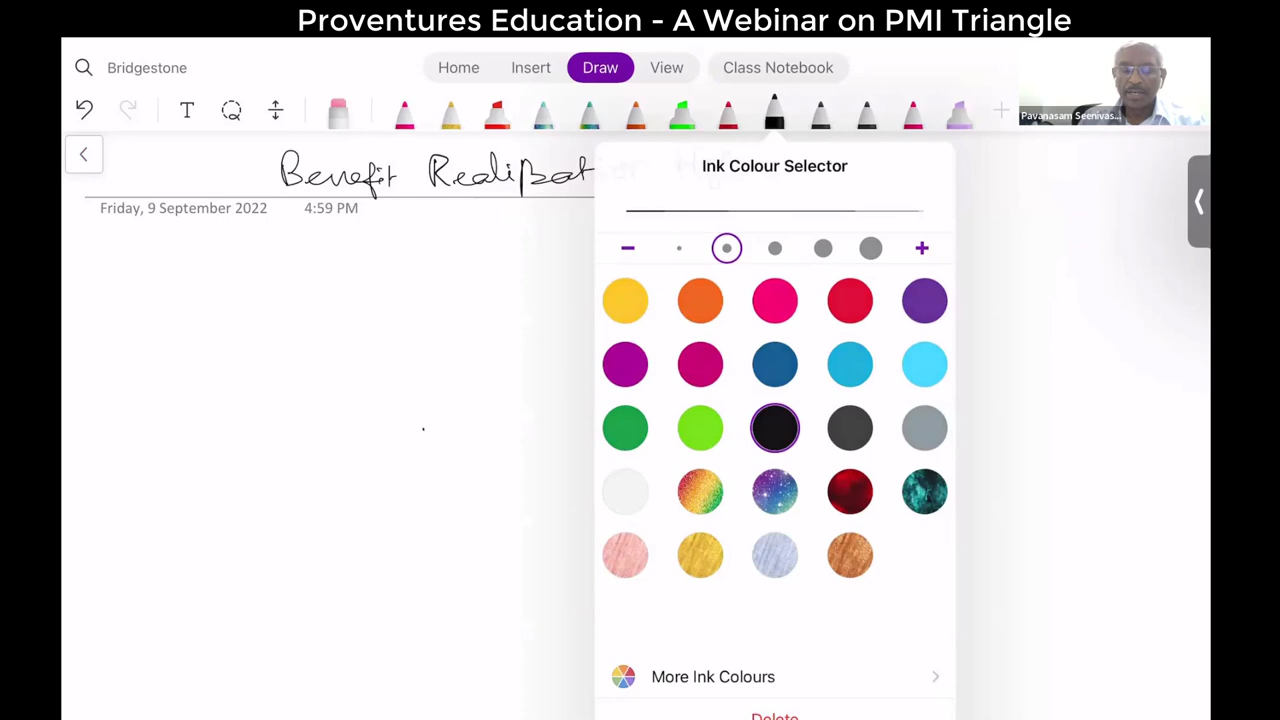 Proventures Education - A Webinar on PMI Triangle
Bridgestone
Home Insert Draw View Class Notebook
Pavanasam Seenivas...
Benefit
Friday, 9 September 2022 4:59 PM
Ink Colour Selector
More Ink Colours
Delete